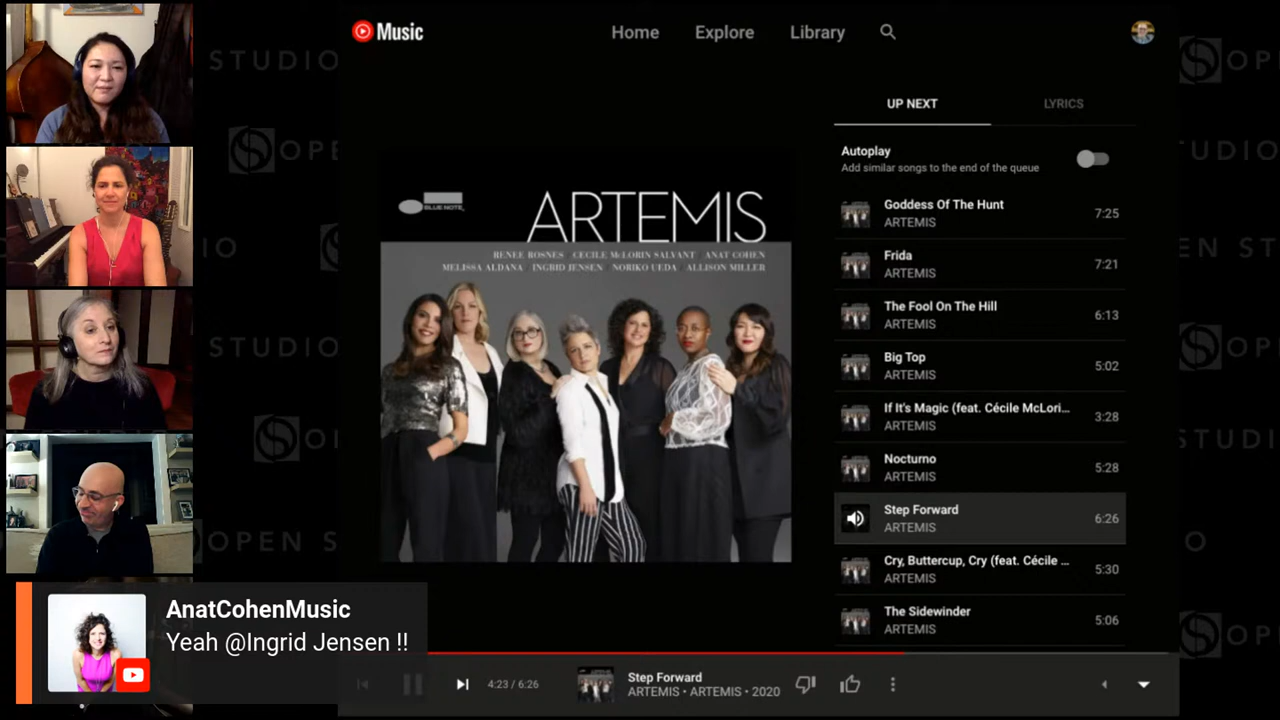 Music
Home
Explore
Library
UP NEXT
LYRICS
Autoplay
Add similar songs to the end of the queue
BLUE NOTE
ARTEMIS
RENEE ROSNES / CECILE McLORIN SALVANT / ANAT COHEN
MELISSA ALDANA / INGRID JENSEN / NORIKO UEDA / ALLISON MILLER
Goddess Of The Hunt
ARTEMIS
7:25
Frida
ARTEMIS
7:21
The Fool On The Hill
ARTEMIS
6:13
Big Top
ARTEMIS
5:02
If It's Magic (feat. Cécile McLori...
ARTEMIS
3:28
Nocturno
ARTEMIS
5:28
Step Forward
ARTEMIS
6:26
Cry, Buttercup, Cry (feat. Cécile ...
ARTEMIS
5:30
The Sidewinder
ARTEMIS
5:06
AnatCohenMusic
Yeah @Ingrid Jensen !!
4:23 / 6:26
Step Forward
ARTEMIS • ARTEMIS • 2020
STUDIO
OPE
OPEN S